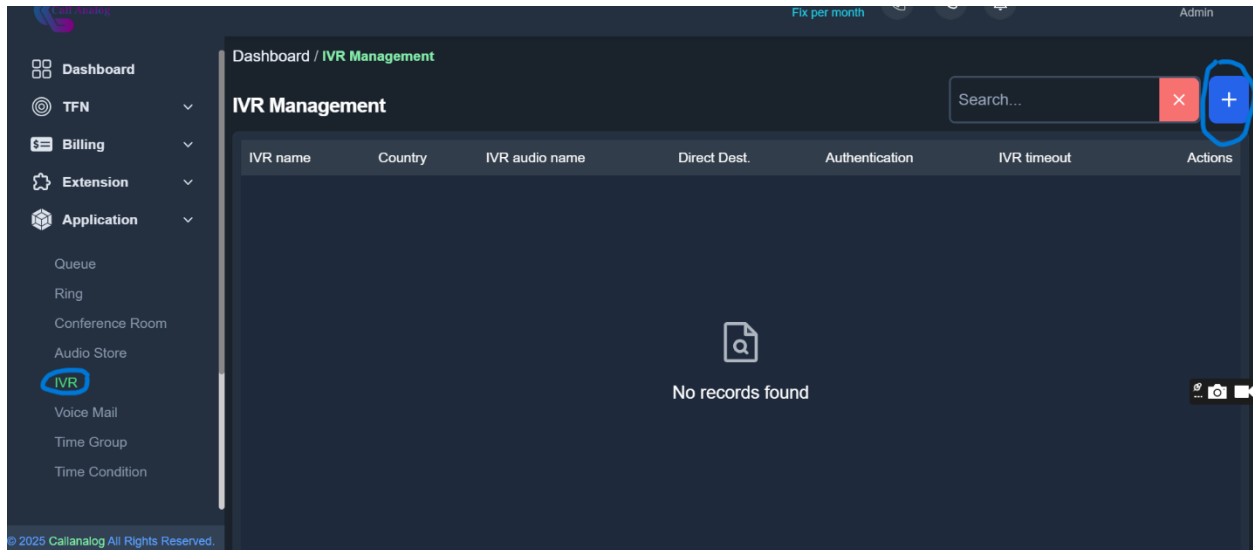 Call Analog
Fix per month
Admin
Dashboard / IVR Management
Dashboard
TFN
Billing
Extension
Application
Queue
Ring
Conference Room
Audio Store
IVR
Voice Mail
Time Group
Time Condition
© 2025 Callanalog All Rights Reserved.
IVR Management
Search...
IVR name Country IVR audio name Direct Dest. Authentication IVR timeout Actions
No records found